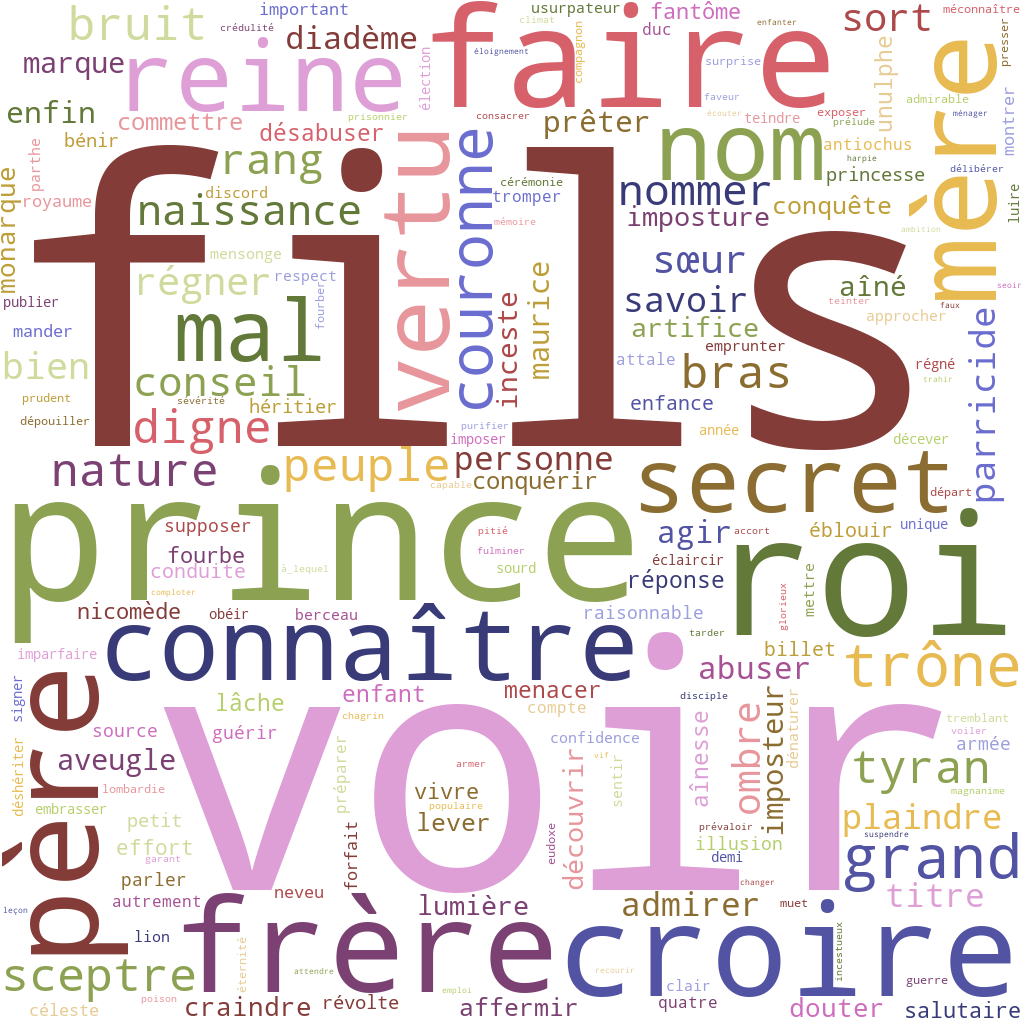 bruit
important
crédulité
diadème
usurpateur
climat
fantôme
duc
enfanter
sort
méconnaître
presser
marque
reine
élection
faire
éloignement
compagnon
surprise
unulphe
mère
enfin
commettre
désabuser
prisonnier
consacrer
prêter
faveur
écouter
teindre
exposer
prélude
admirable
ménager
montrer
bénir
parthe
rang
vertu
couronne
nom
antiochus
harpie
délibérer
monarque
royaume
discord
cérémonie
tromper
nommer
princesse
luire
naissance
fils
mémoire
imposture
conquête
ambition
mensonge
sœur
publier
régner
respect
fourber
maurice
inceste
savoir
aîné
teinter
seoir
faux
mander
mal
artifice
approcher
parricide
bien
conseil
attale
emprunter
bras
régné
trahir
prudent
sévérité
héritier
enfance
dépouiller
digne
purifier
imposer
année
décever
nature
peuple
personne
capable
conquérir
secret
départ
prince
supposer
pitié
agir
accort
éblouir
unique
roi
fourbe
fulminer
éclaircir
conduite
à_lequel
sourd
réponse
mettre
glorieux
comploter
nicomède
obéir
berceau
raisonnable
connaître
tarder
imparfaire
abuser
billet
trône
signer
père
lâche
enfant
menacer
disciple
compte
chagrin
source
guérir
aînesse
ombre
imposteur
dénaturer
tremblant
voiler
armée
confidence
aveugle
voir
préparer
armer
vif
sentir
découvrir
tyran
déshériter
lombardie
vivre
populaire
magnanime
embrasser
petit
lever
plaindre
prévaloir
suspendre
effort
eudoxe
illusion
garant
demi
grand
parler
forfait
changer
autrement
neveu
titre
leçon
lumière
admirer
muet
lion
frère
croire
incestueux
éternité
attendre
recourir
sceptre
clair
guerre
poison
emploi
quatre
céleste
craindre
révolte
affermir
douter
salutaire